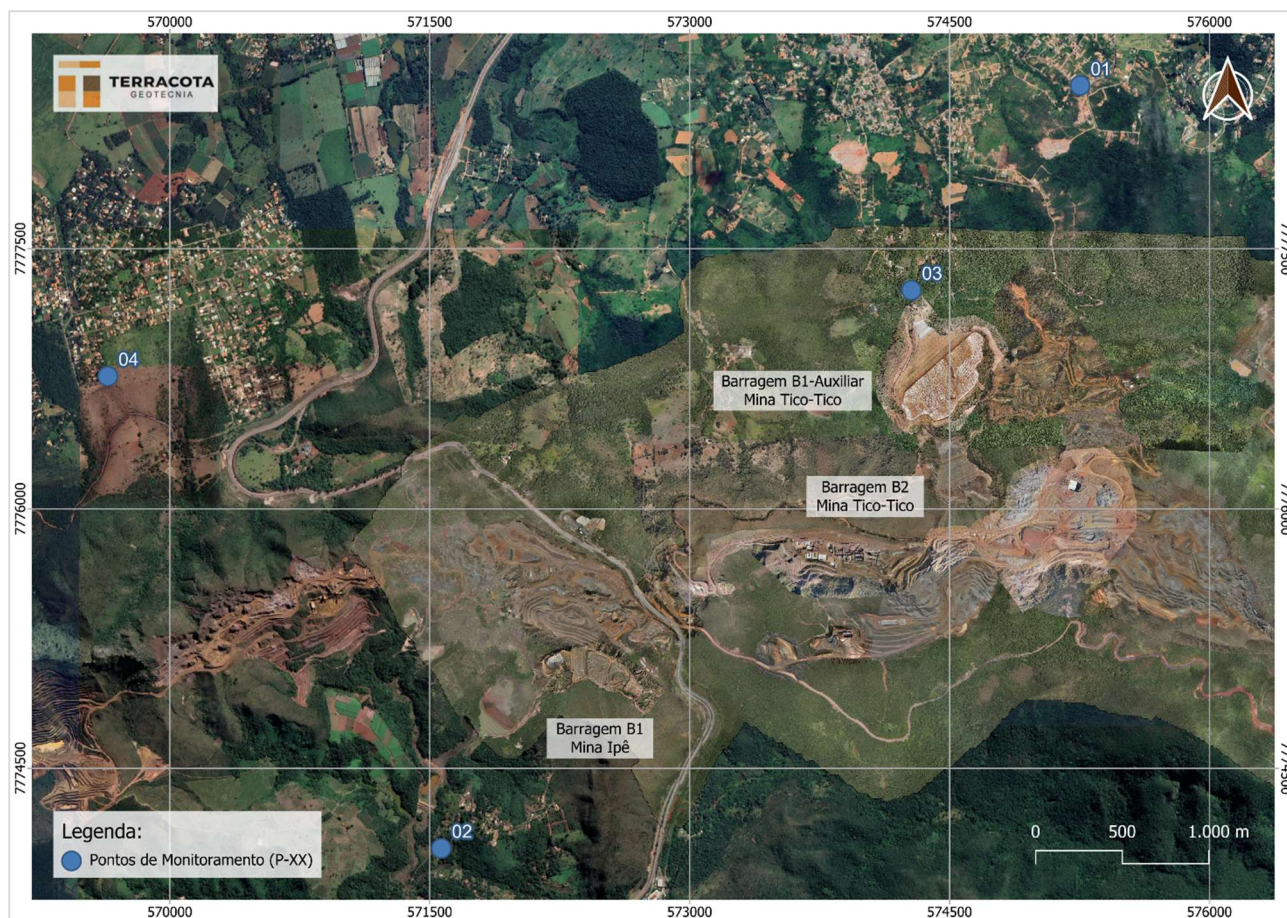 570000 571500 573000 574500 576000
TERRACOTA
GEOTECNIA
01
7777500
03
04
Barragem B1-Auxiliar
Mina Tico-Tico
Barragem B2
Mina Tico-Tico
7776000
Barragem B1
Mina Ipê
7774500
02
Legenda:
Pontos de Monitoramento (P-XX)
0 500 1.000 m
570000 571500 573000 574500 576000